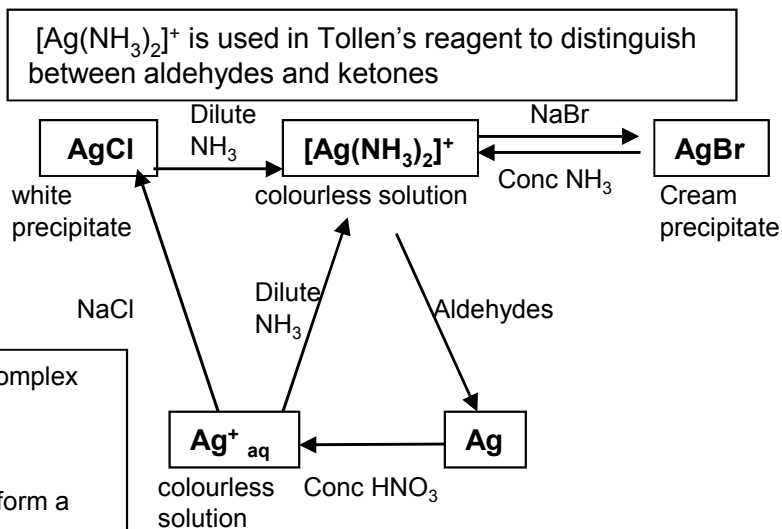 [Ag(NH₃)₂]⁺ is used in Tollen's reagent to distinguish
between aldehydes and ketones
Dilute
NH₃
NaBr
AgCl
[Ag(NH₃)₂]⁺
AgBr
Conc NH₃
white
precipitate
colourless solution
Cream
precipitate
NaCl
Dilute
NH₃
Aldehydes
omplex
form a
Ag⁺ aq
Ag
colourless
solution
Conc HNO₃